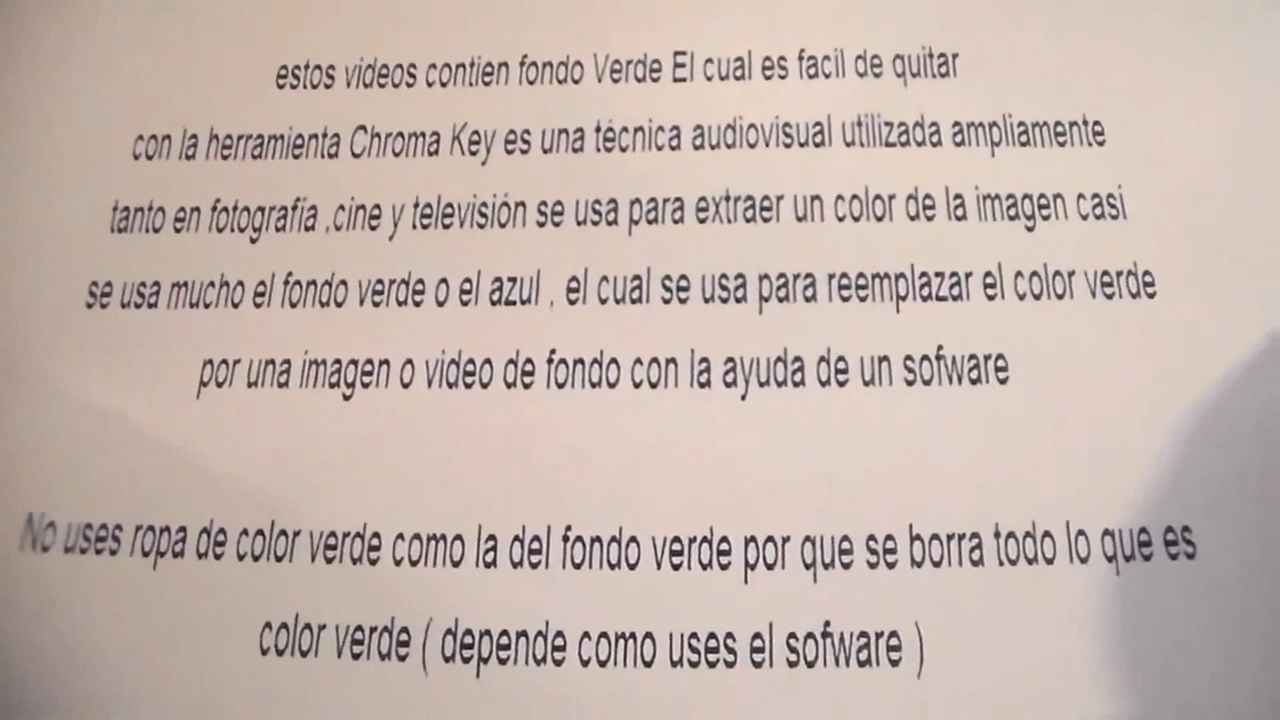 estos videos contien fondo Verde El cual es facil de quitar
con la herramienta Chroma Key es una técnica audiovisual utilizada ampliamente
tanto en fotografía ,cine y televisión se usa para extraer un color de la imagen casi
se usa mucho el fondo verde o el azul , el cual se usa para reemplazar el color verde
por una imagen o video de fondo con la ayuda de un sofware
No uses ropa de color verde como la del fondo verde por que se borra todo lo que es
color verde ( depende como uses el sofware )